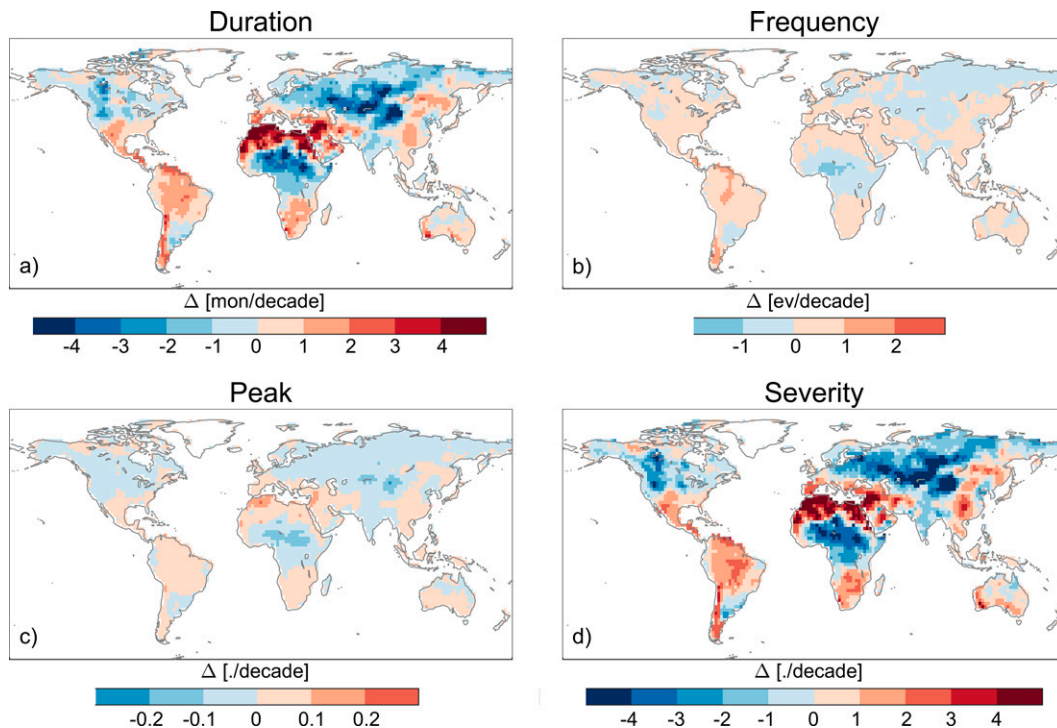 Duration
Frequency
a)
b)
Δ [mon/decade]
Δ [ev/decade]
-4 -3 -2 -1 0 1 2 3 4
-1 0 1 2
Peak
Severity
c)
d)
Δ [./decade]
Δ [./decade]
-0.2 -0.1 0 0.1 0.2
-4 -3 -2 -1 0 1 2 3 4